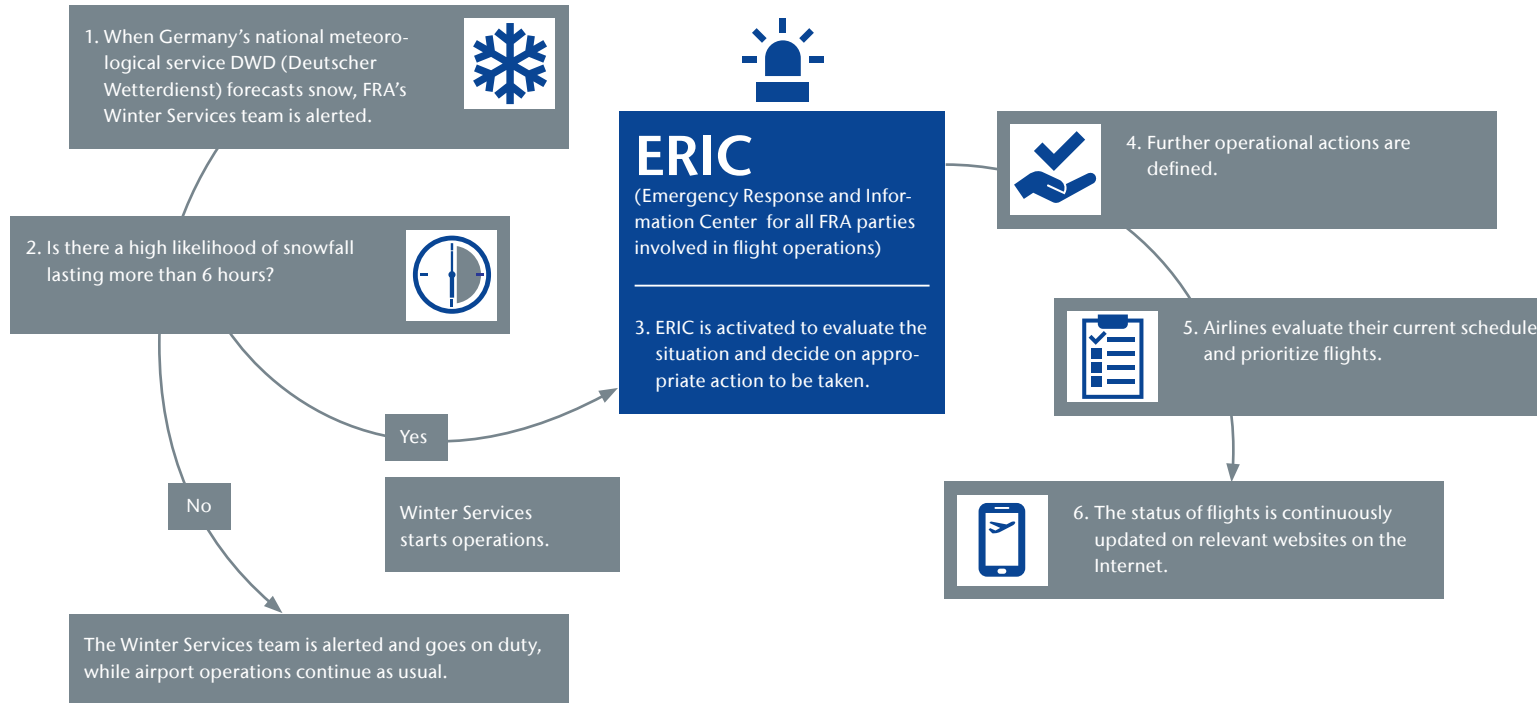 1. When Germany's national meteoro-
logical service DWD (Deutscher
Wetterdienst) forecasts snow, FRA's
Winter Services team is alerted.
2. Is there a high likelihood of snowfall
lasting more than 6 hours?
Yes
Winter Services
starts operations.
No
The Winter Services team is alerted and goes on duty,
while airport operations continue as usual.
ERIC
(Emergency Response and Infor-
mation Center for all FRA parties
involved in flight operations)
3. ERIC is activated to evaluate the
situation and decide on appro-
priate action to be taken.
4. Further operational actions are
defined.
5. Airlines evaluate their current schedule
and prioritize flights.
6. The status of flights is continuously
updated on relevant websites on the
Internet.